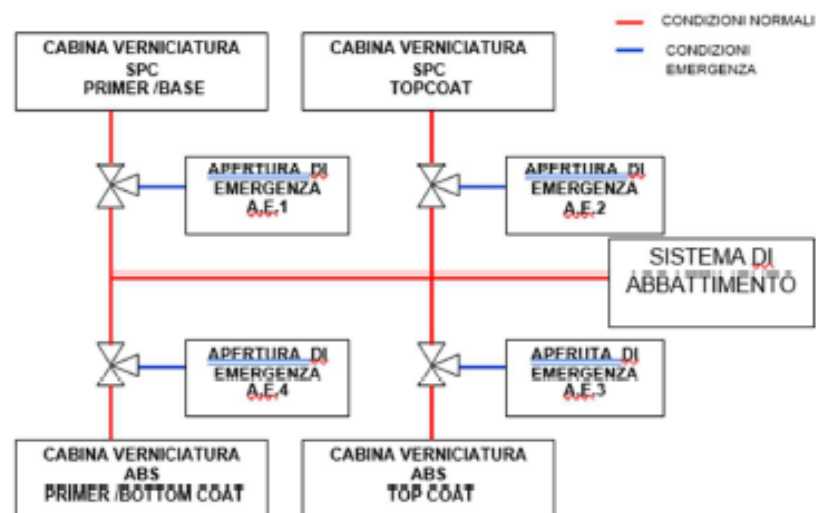 CONDIZIONI NORMALI
CONDIZIONI
EMERGENZA
CABINA VERNICIATURA
SPC
PRIMER /BASE
CABINA VERNICIATURA
SPC
TOPCOAT
APERTURA DI
EMERGENZA
A.E.1
APERTURA DI
EMERGENZA
A.E.2
SISTEMA DI
ABBATTIMENTO
APERTURA DI
EMERGENZA
A.E.4
APERUTA DI
EMERGENZA
A.E.3
CABINA VERNICIATURA
ABS
PRIMER /BOTTOM COAT
CABINA VERNICIATURA
ABS
TOP COAT